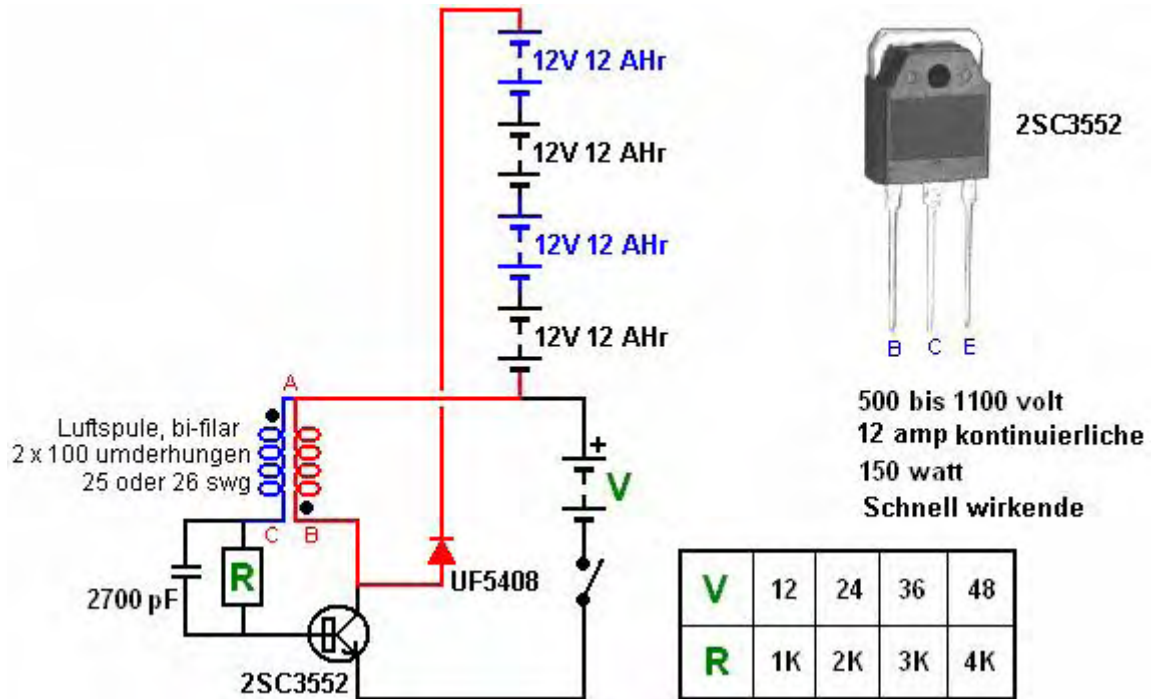 12V 12 AHr
12V 12 AHr
12V 12 AHr
12V 12 AHr
2SC3552
B C E
500 bis 1100 volt
12 amp kontinuierliche
150 watt
Schnell wirkende
A
Luftspule, bi-filar
2 x 100 umderhungen
25 oder 26 swg
C B
+
V
R
2700 pF
UF5408
2SC3552
V 12 24 36 48
R 1K 2K 3K 4K